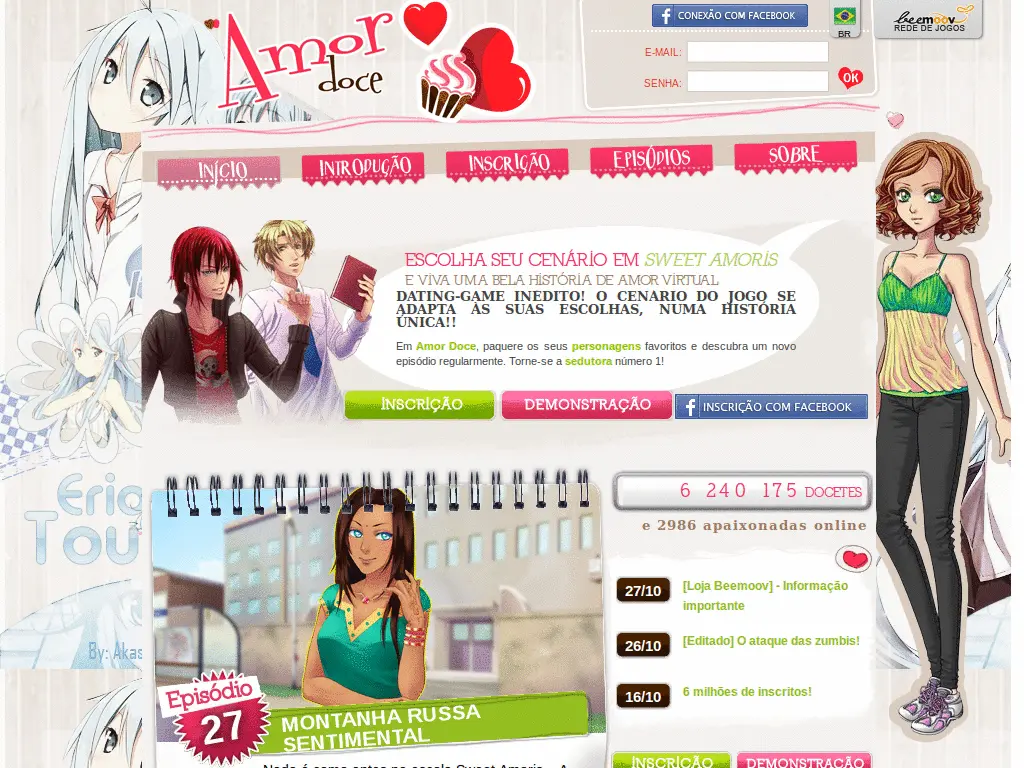 Amor
doce
CONEXÃO COM FACEBOOK
BR
beemoov
REDE DE JOGOS
E-MAIL:
SENHA:
OK
INÍCIO
INTRODUÇÃO
INSCRIÇÃO
EPISÓDIOS
SOBRE
ESCOLHA SEU CENÁRIO EM SWEET AMORIS
E VIVA UMA BELA HISTÓRIA DE AMOR VIRTUAL
DATING-GAME INEDITO! O CENARIO DO JOGO SE
ADAPTA ÀS SUAS ESCOLHAS, NUMA HISTÓRIA
ÚNICA!!
Em Amor Doce, paquere os seus personagens favoritos e descubra um novo
episódio regularmente. Torne-se a sedutora número 1!
INSCRIÇÃO
DEMONSTRAÇÃO
INSCRIÇÃO COM FACEBOOK
6 240 175 DOCETES
e 2986 apaixonadas online
27/10
[Loja Beemoov] - Informação
importante
26/10
[Editado] O ataque das zumbis!
16/10
6 milhões de inscritos!
Eric
Tou
By: Akas
Episódio
27
MONTANHA RUSSA
SENTIMENTAL
Nada é como antes na escola Sweet Amoris... A
INSCRIÇÃO
DEMONSTRAÇÃO